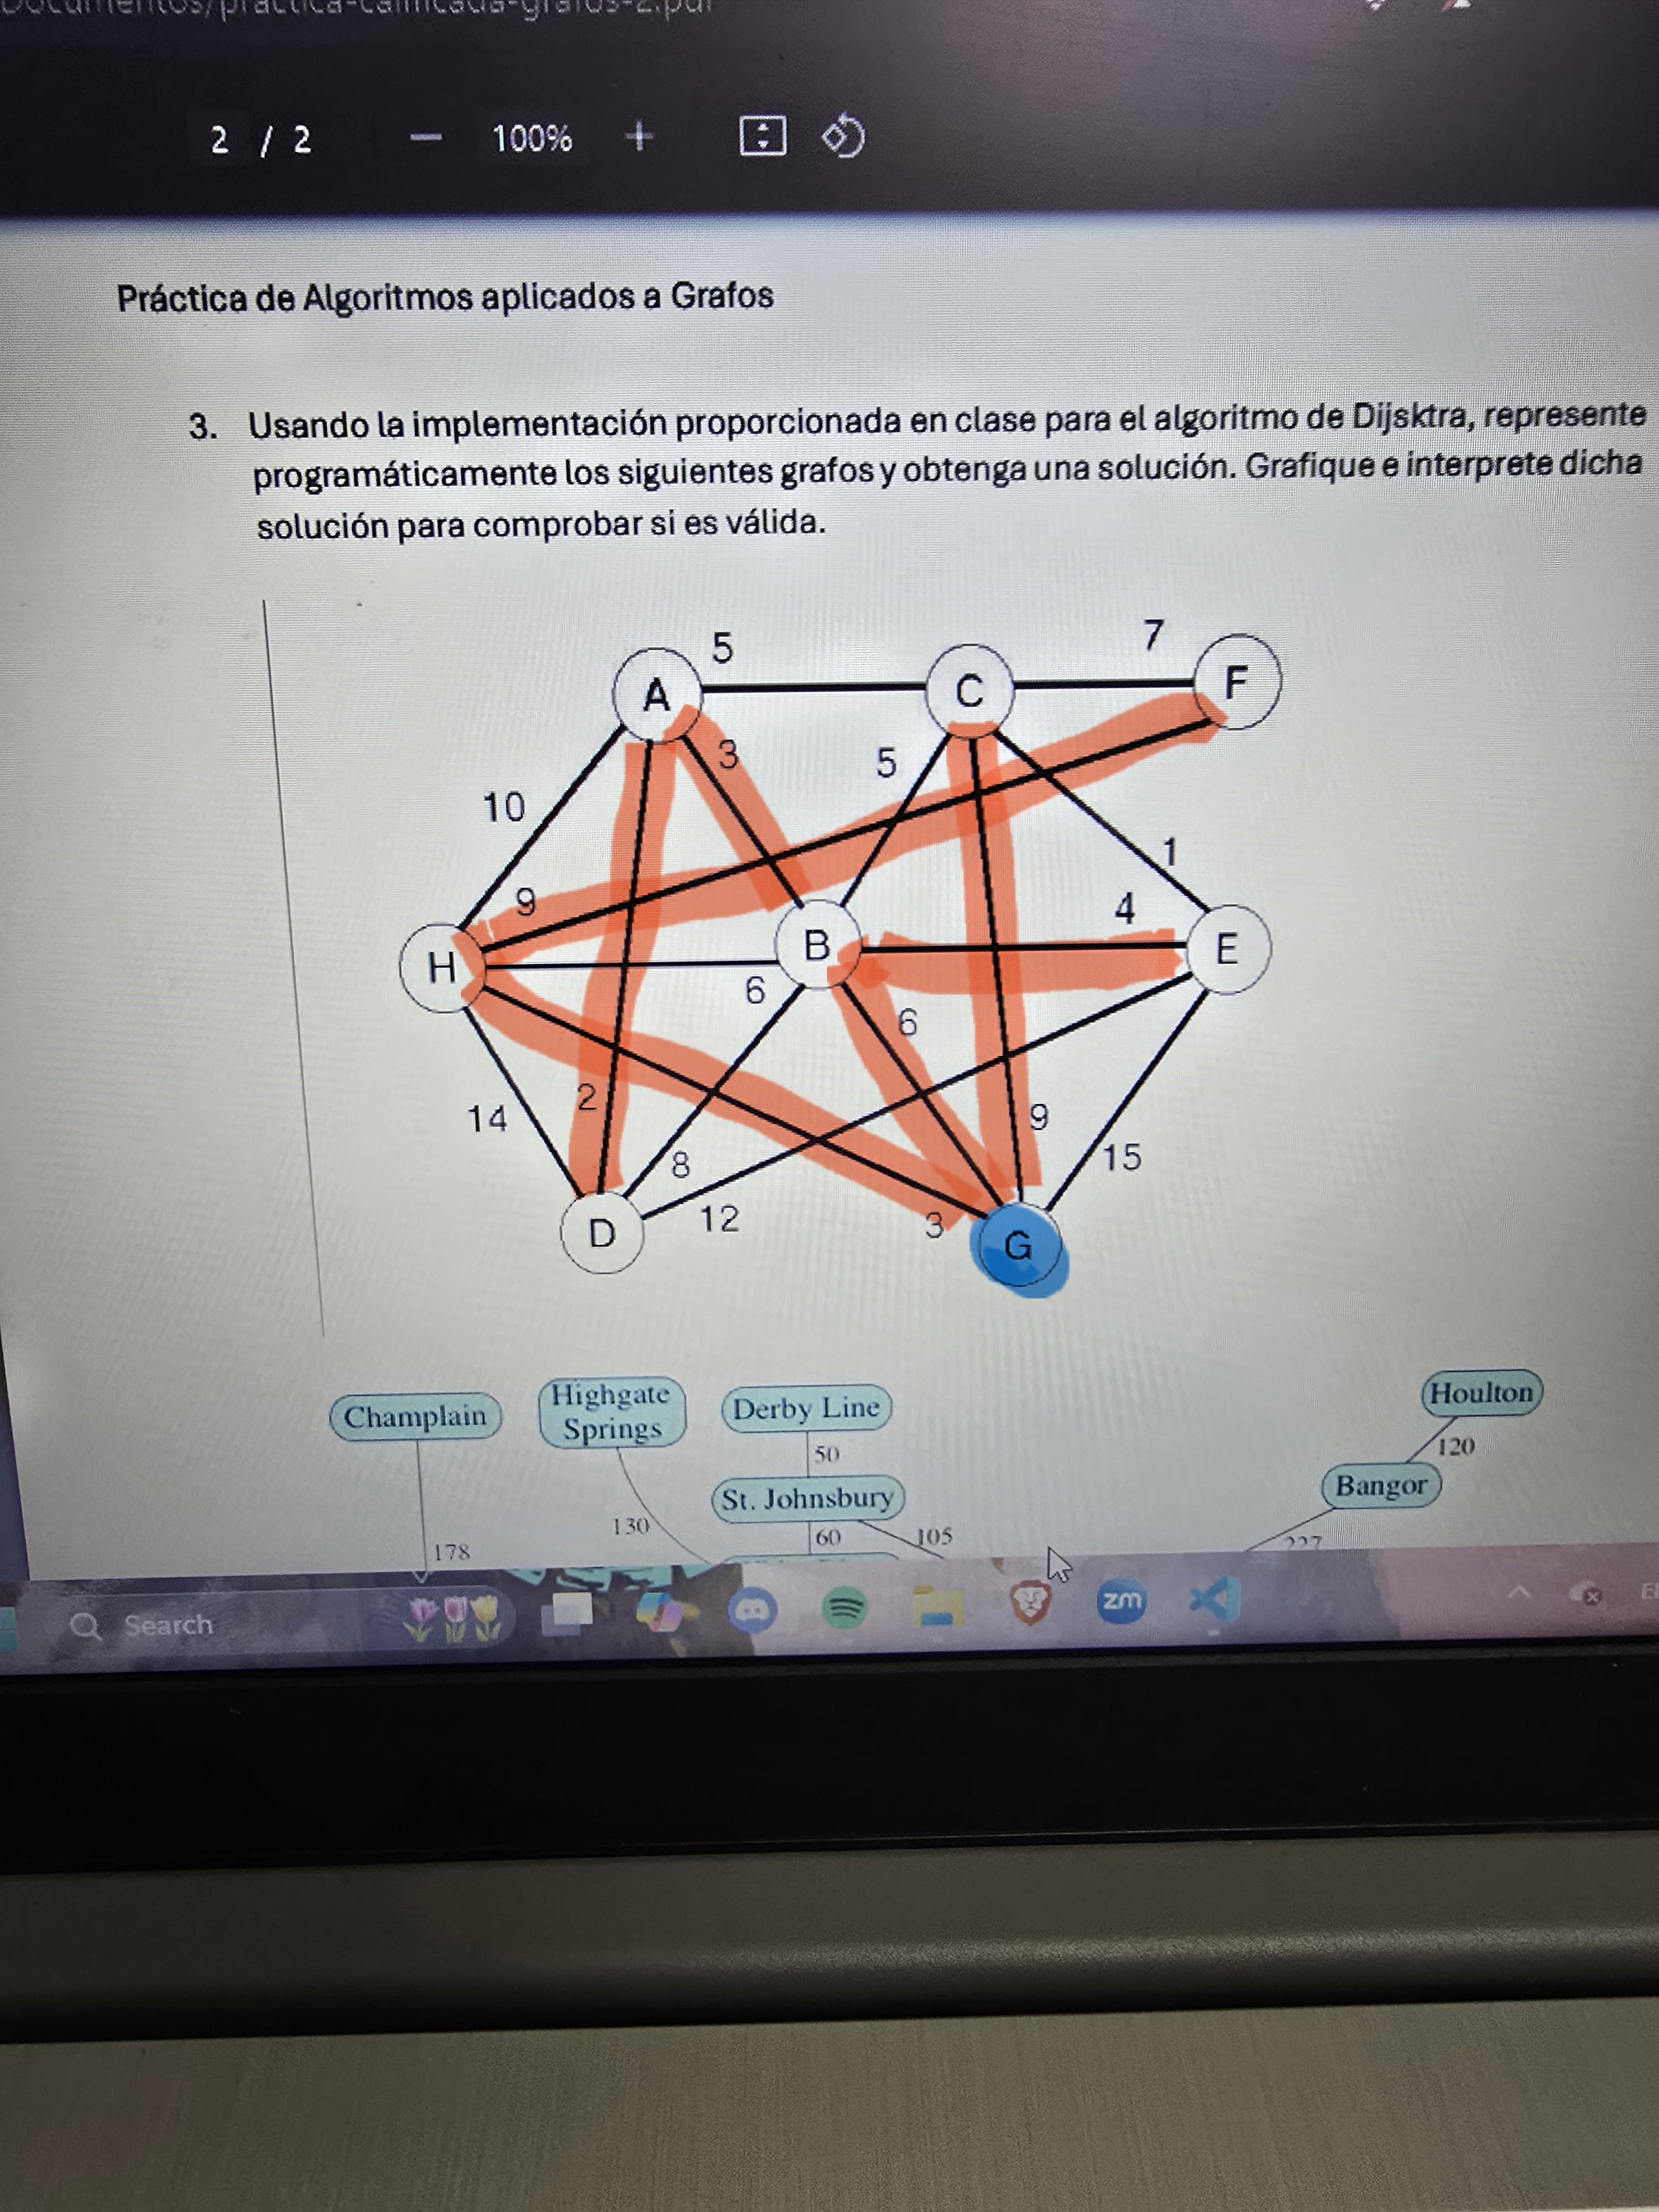 Documentos/practica-calificada-grafos-2.pdf
2 / 2
100%
Práctica de Algoritmos aplicados a Grafos
3. Usando la implementación proporcionada en clase para el algoritmo de Dijsktra, represente
programáticamente los siguientes grafos y obtenga una solución. Grafique e interprete dicha
solución para comprobar si es válida.
5
7
A
C
F
3
5
10
1
9
4
H
B
E
6
6
2
14
9
15
8
12
3
D
G
Champlain
Highgate
Springs
Derby Line
Houlton
50
120
St. Johnsbury
Bangor
130
60
105
227
178
Search
zm